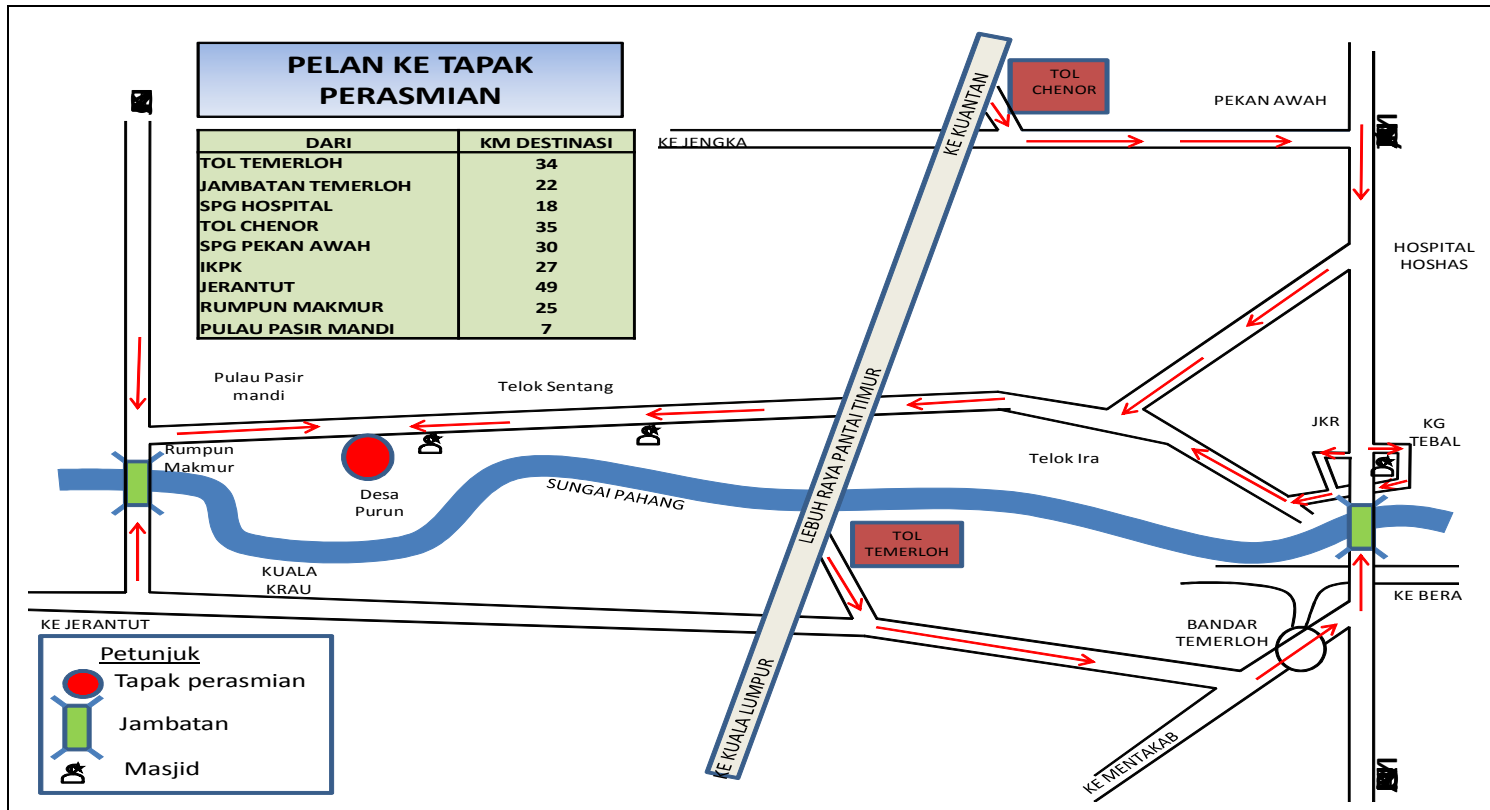 PELAN KE TAPAK
PERASMIAN
DARI KM DESTINASI
TOL TEMERLOH 34
JAMBATAN TEMERLOH 22
SPG HOSPITAL 18
TOL CHENOR 35
SPG PEKAN AWAH 30
IKPK 27
JERANTUT 49
RUMPUN MAKMUR 25
PULAU PASIR MANDI 7
KE JENGKA
KE KUANTAN
TOL
CHENOR
PEKAN AWAH
HOSPITAL
HOSHAS
Pulau Pasir
mandi
Telok Sentang
LEBUH RAYA PANTAI TIMUR
JKR
KG
TEBAL
Telok Ira
Rumpun
Makmur
Desa
Purun
SUNGAI PAHANG
TOL
TEMERLOH
KUALA
KRAU
KE BERA
KE JERANTUT
BANDAR
TEMERLOH
KE KUALA LUMPUR
KE MENTAKAB
Petunjuk
Tapak perasmian
Jambatan
Masjid